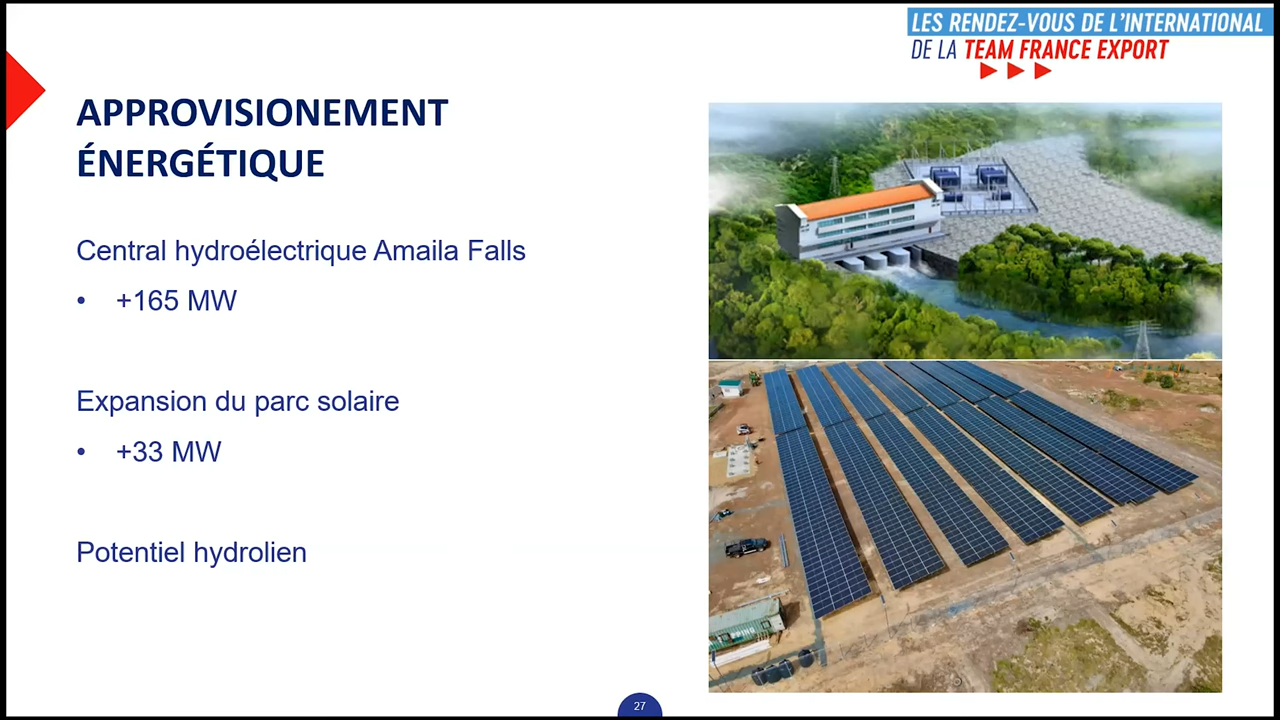 LES RENDEZ-VOUS DE L'INTERNATIONAL
DE LA TEAM FRANCE EXPORT
APPROVISIONEMENT
ÉNERGÉTIQUE
Central hydroélectrique Amaila Falls
• +165 MW
Expansion du parc solaire
• +33 MW
Potentiel hydrolien
27